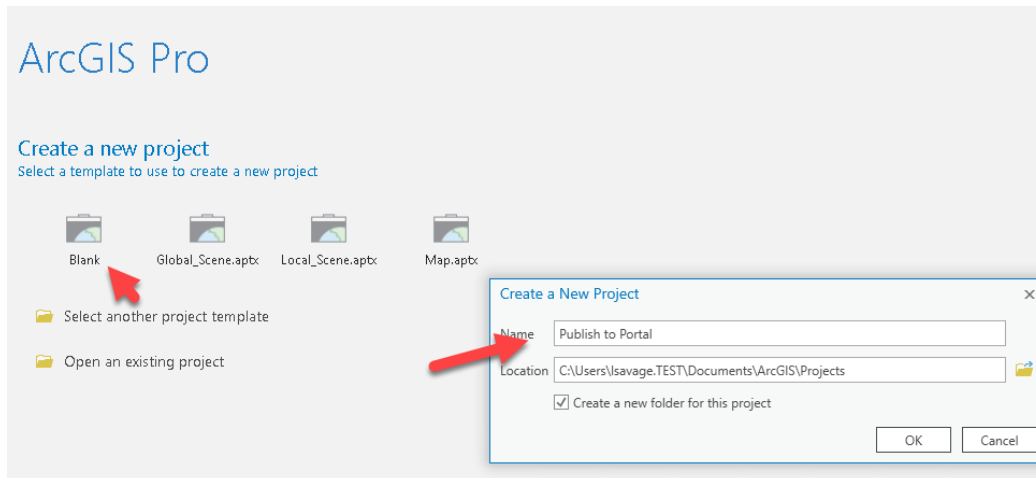 ArcGIS Pro
Create a new project
Select a template to use to create a new project
Blank
Global_Scene.aptx
Local_Scene.aptx
Map.aptx
Select another project template
Open an existing project
Create a New Project
Name
Publish to Portal
Location
C:\Users\lsavage.TEST\Documents\ArcGIS\Projects
Create a new folder for this project
OK
Cancel